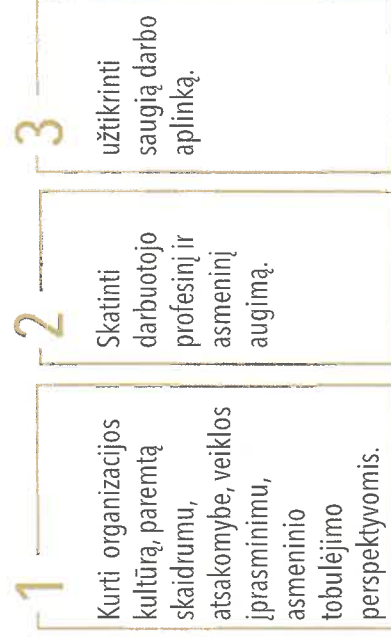 1
Kurti organizacijos
kultūrą, paremtą
skaidrumu,
atsakomybe, veiklos
įprasminimu,
asmeninio
tobulėjimo
perspektyvomis.
2
Skatinti
darbuotojo
profesinį ir
asmeninį
augimą.
3
užtikrinti
saugią darbo
aplinką.